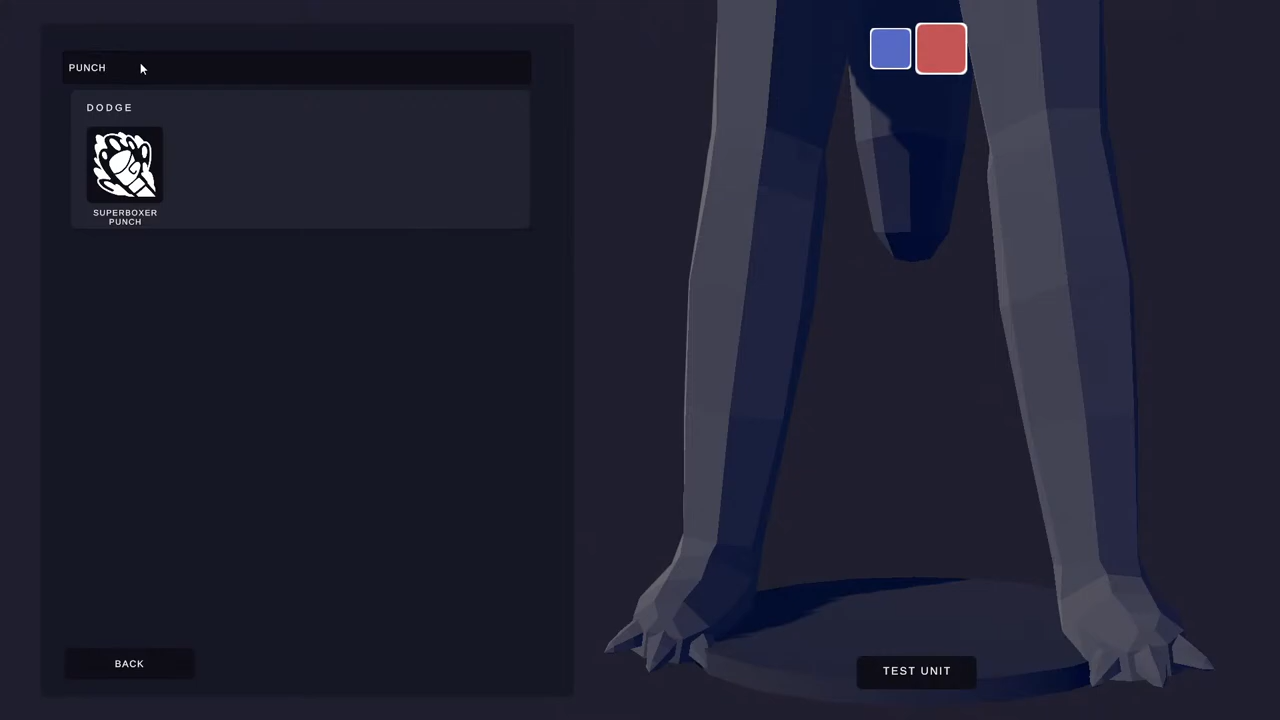 PUNCH
DODGE
SUPERBOXER
PUNCH
BACK
TEST UNIT